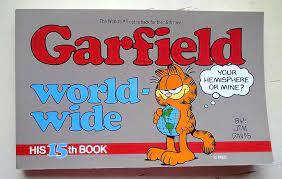 Garfield
world-
wide
YOUR
HEMISPHERE
OR MINE?
BY:
JIM
DAVIS
HIS 15th BOOK